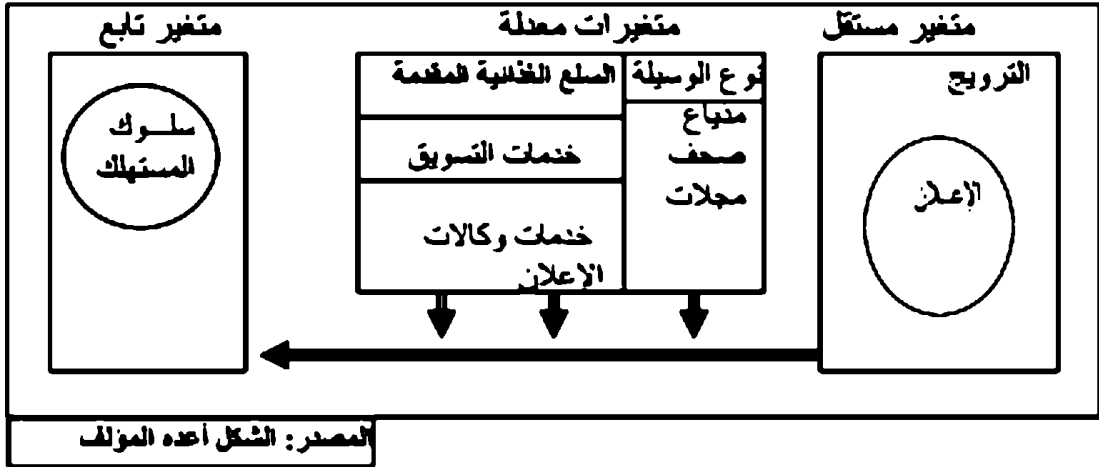 متغير مستقل
متغيرات معدلة
متغير تابع
الترويج
الإعلان
نوع الوسيلة
مذياع
صحف
مجلات
السلع الغذائية المقدمة
خدمات التسويق
خدمات وكالات
الإعلان
سلوك
المستهلك
المصدر: الشكل أعده المؤلف